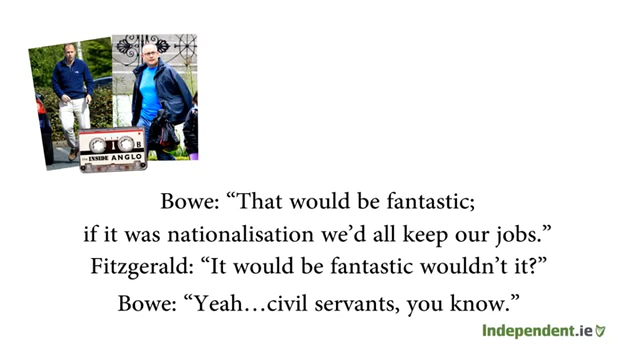 INSIDE ANGLO
Bowe: “That would be fantastic;
if it was nationalisation we’d all keep our jobs.”
Fitzgerald: “It would be fantastic wouldn’t it?”
Bowe: “Yeah…civil servants, you know.”
Independent.ie